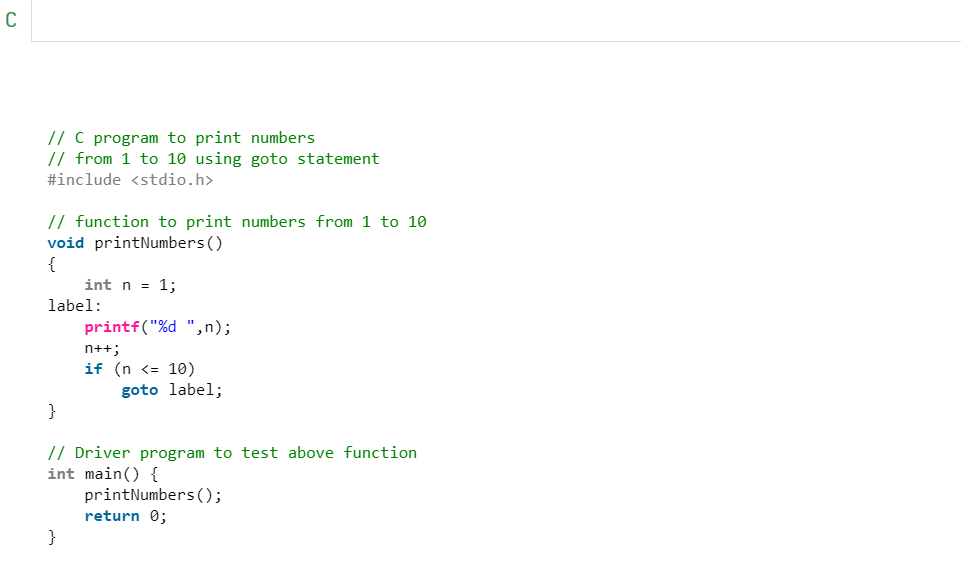 C
// C program to print numbers
// from 1 to 10 using goto statement
#include <stdio.h>
// function to print numbers from 1 to 10
void printNumbers()
{
    int n = 1;
label:
    printf("%d ",n);
    n++;
    if (n <= 10)
        goto label;
}
// Driver program to test above function
int main() {
    printNumbers();
    return 0;
}